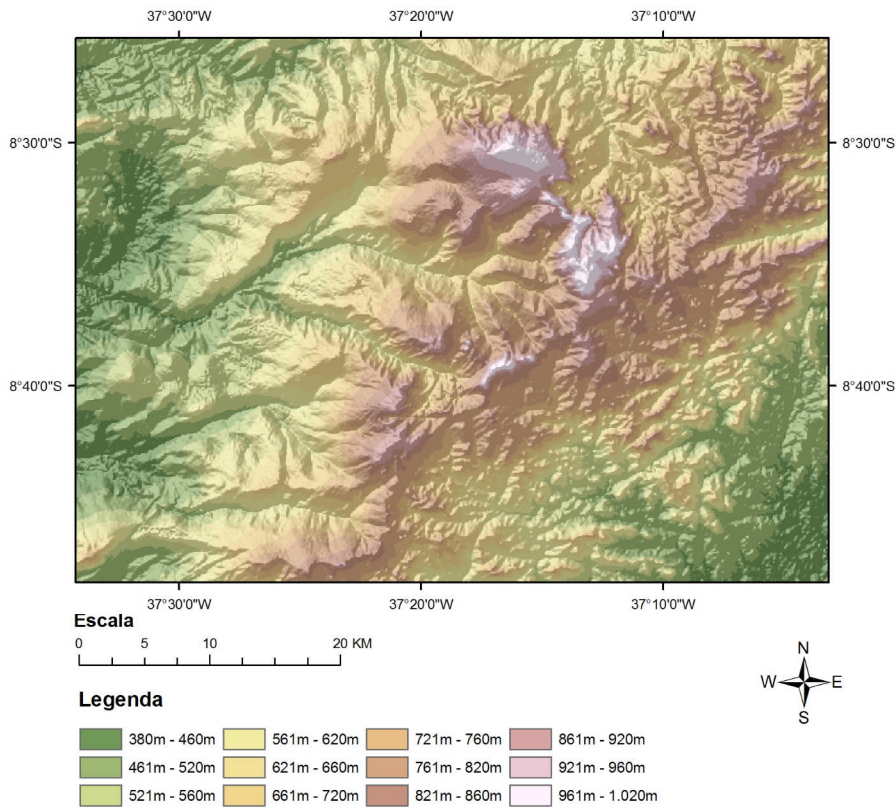 37°30'0"W 37°20'0"W 37°10'0"W
8°30'0"S 8°30'0"S
8°40'0"S 8°40'0"S
37°30'0"W 37°20'0"W 37°10'0"W
Escala
0 5 10 20 KM
N
W E
S
Legenda
380m - 460m 561m - 620m 721m - 760m 861m - 920m
461m - 520m 621m - 660m 761m - 820m 921m - 960m
521m - 560m 661m - 720m 821m - 860m 961m - 1.020m